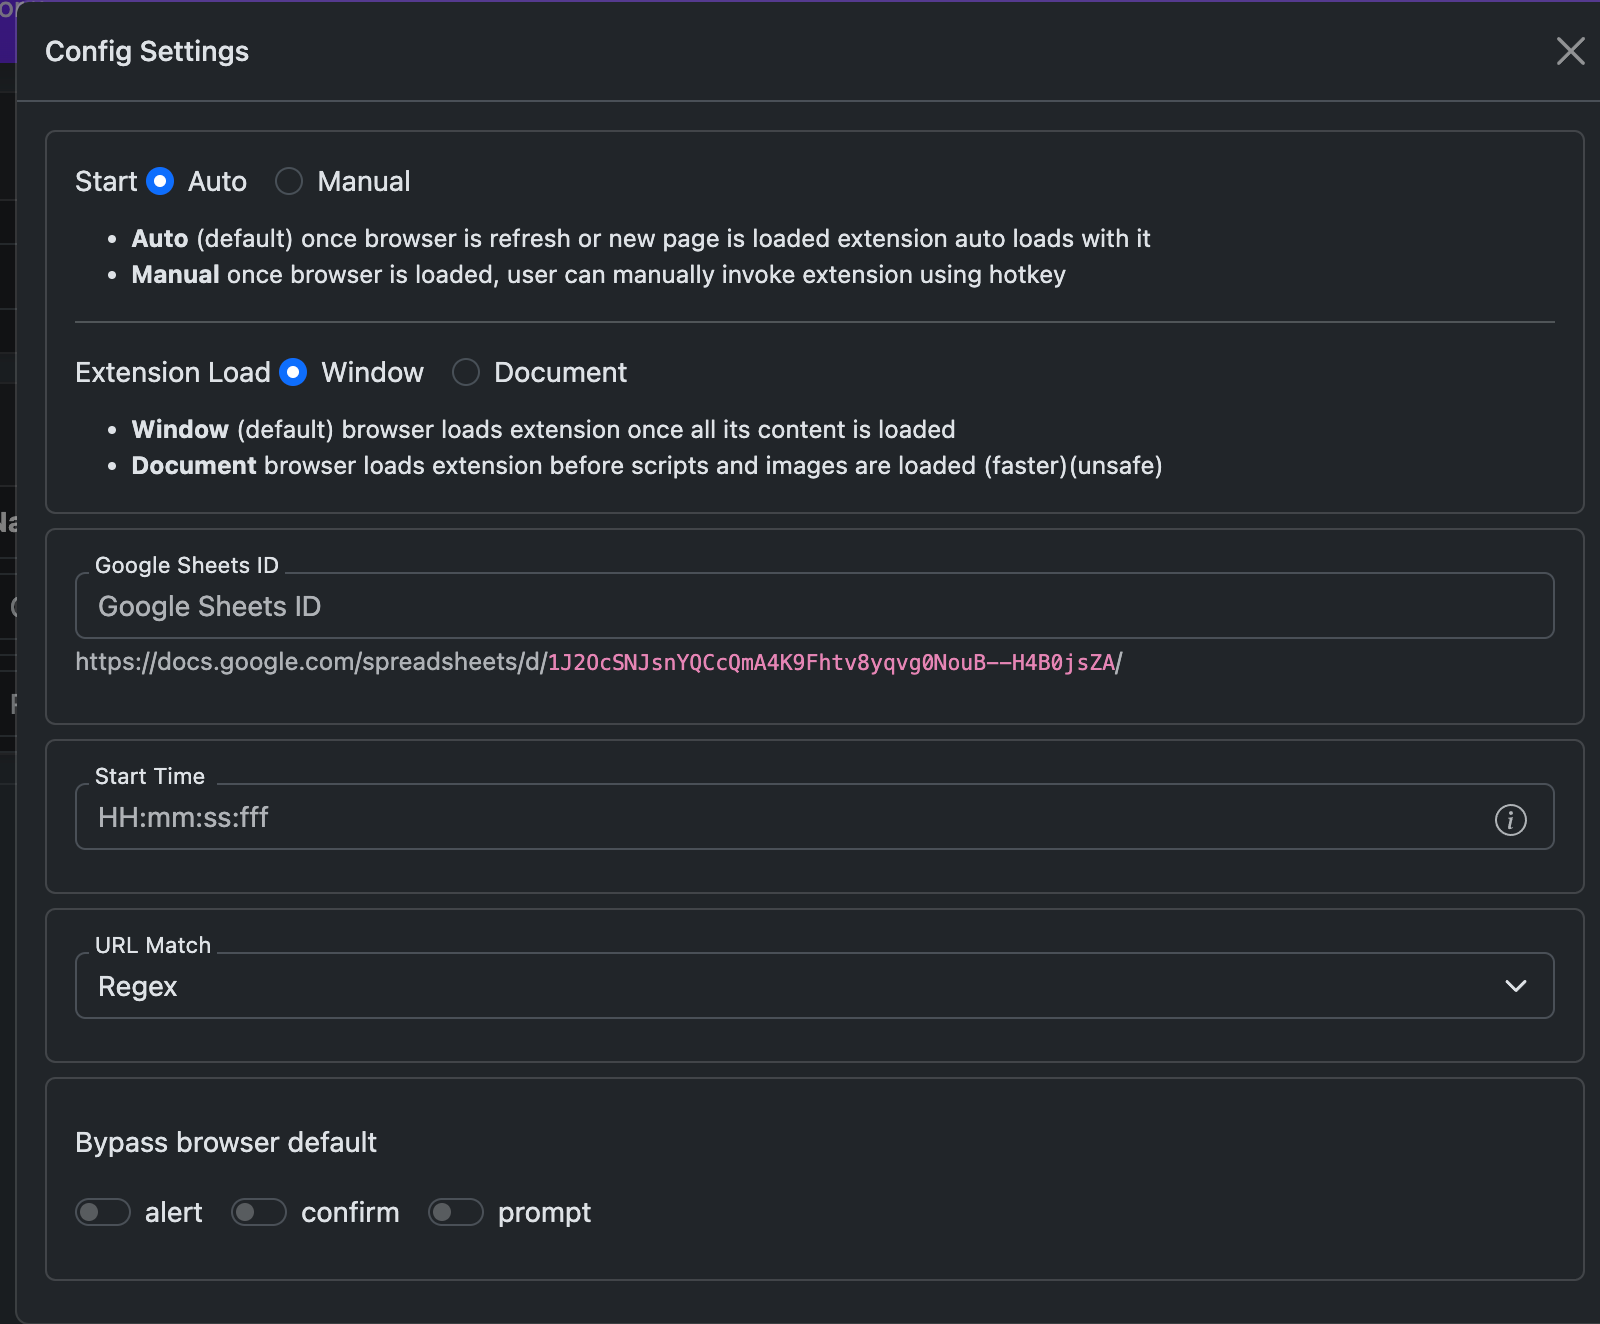 Config Settings
Start Auto Manual
Auto (default) once browser is refresh or new page is loaded extension auto loads with it
Manual once browser is loaded, user can manually invoke extension using hotkey
Extension Load Window Document
Window (default) browser loads extension once all its content is loaded
Document browser loads extension before scripts and images are loaded (faster)(unsafe)
Google Sheets ID
Google Sheets ID
https://docs.google.com/spreadsheets/d/1J2OcSNJsnYQCcQmA4K9Fhtv8yqvg0NouB--H4B0jsZA/
Start Time
HH:mm:ss:fff
URL Match
Regex
Bypass browser default
alert confirm prompt